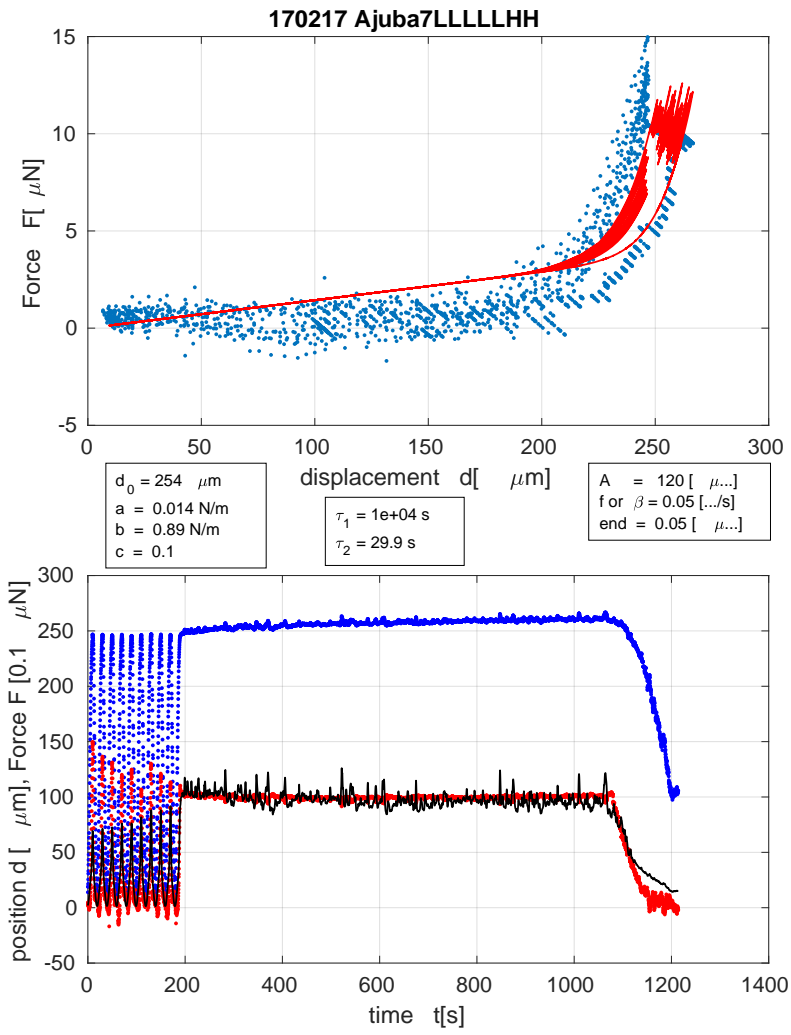 170217 Ajuba7LLLLLHH
15
10
5
0
-5
Force F[ μN]
0 50 100 150 200 250 300
displacement d[ μm]
d0 = 254 μm
a = 0.014 N/m
b = 0.89 N/m
c = 0.1
τ1 = 1e+04 s
τ2 = 29.9 s
A = 120 [ μ...]
f or β = 0.05 [.../s]
end = 0.05 [ μ...]
300
250
200
150
100
50
0
-50
position d [ μm], Force F [0.1 μN]
0 200 400 600 800 1000 1200 1400
time t[s]